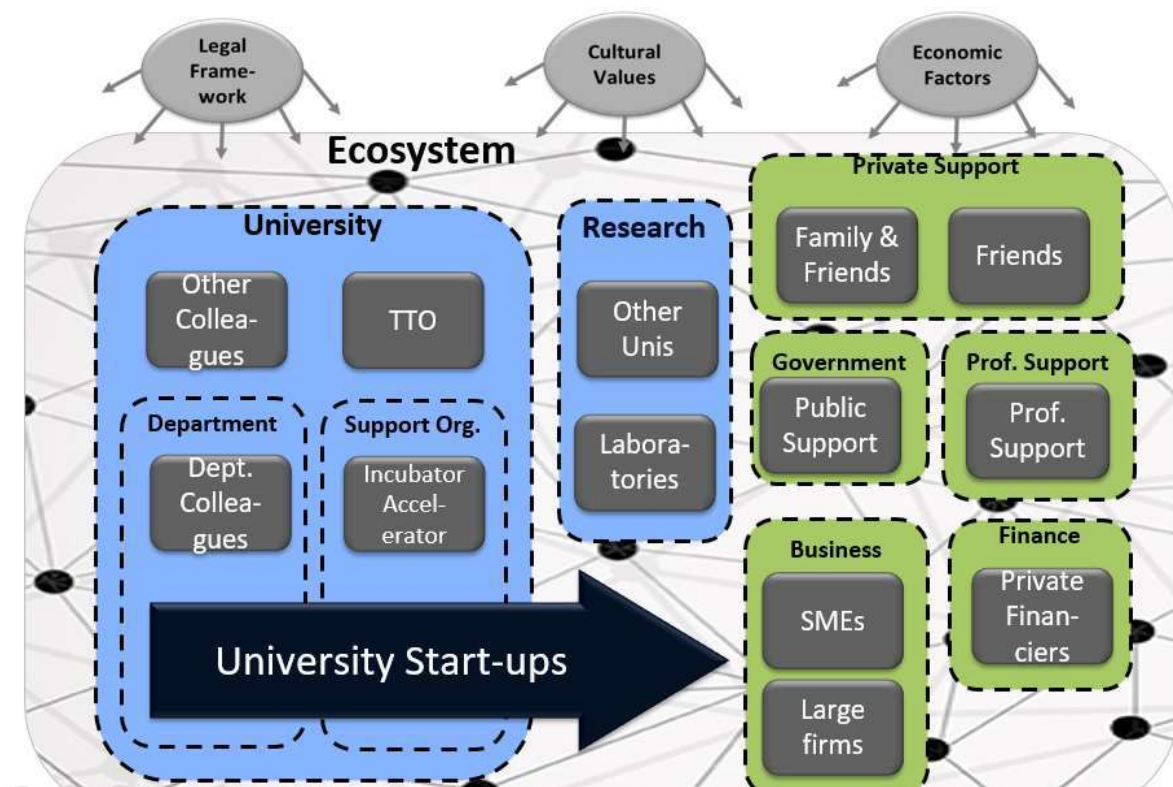 Legal
Frame-
work
Cultural
Values
Economic
Factors
Ecosystem
University
Other
Collea-
gues
TTO
Department
Dept.
Collea-
gues
Support Org.
Incubator
Accel-
erator
University Start-ups
Research
Other
Unis
Labora-
tories
Private Support
Family &
Friends
Friends
Government
Public
Support
Prof. Support
Prof.
Support
Business
SMEs
Large
firms
Finance
Private
Finan-
ciers